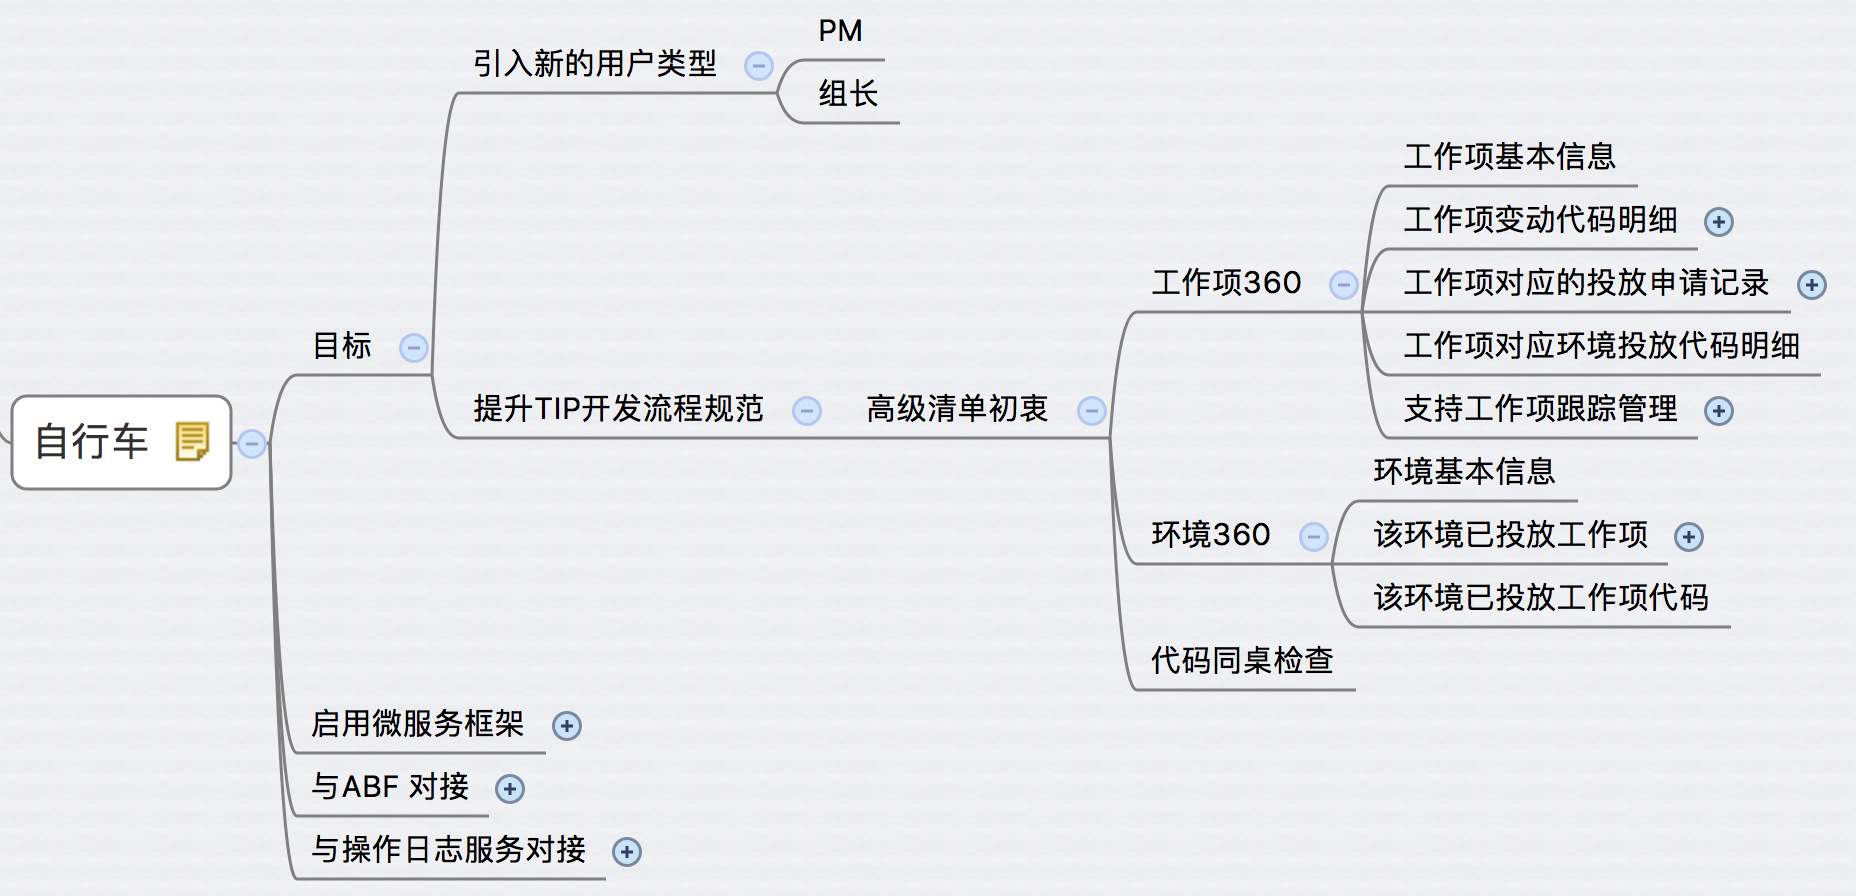 自行车
目标
引入新的用户类型
PM
组长
提升TIP开发流程规范
高级清单初衷
工作项360
工作项基本信息
工作项变动代码明细
工作项对应的投放申请记录
工作项对应环境投放代码明细
支持工作项跟踪管理
环境360
环境基本信息
该环境已投放工作项
该环境已投放工作项代码
代码同桌检查
启用微服务框架
与ABF 对接
与操作日志服务对接